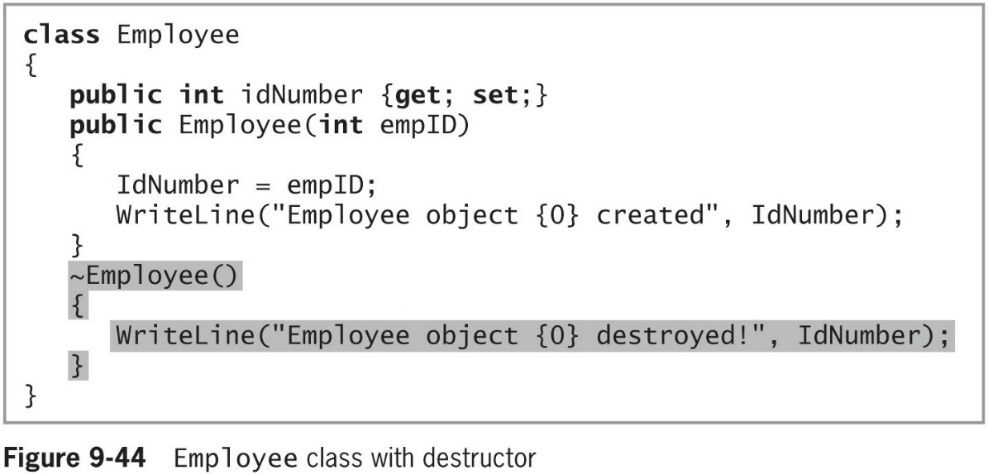 class Employee
{
   public int idNumber {get; set;}
   public Employee(int empID)
   {
      IdNumber = empID;
      WriteLine("Employee object {0} created", IdNumber);
   }
   ~Employee()
   {
      WriteLine("Employee object {0} destroyed!", IdNumber);
   }
}
Figure 9-44 Employee class with destructor